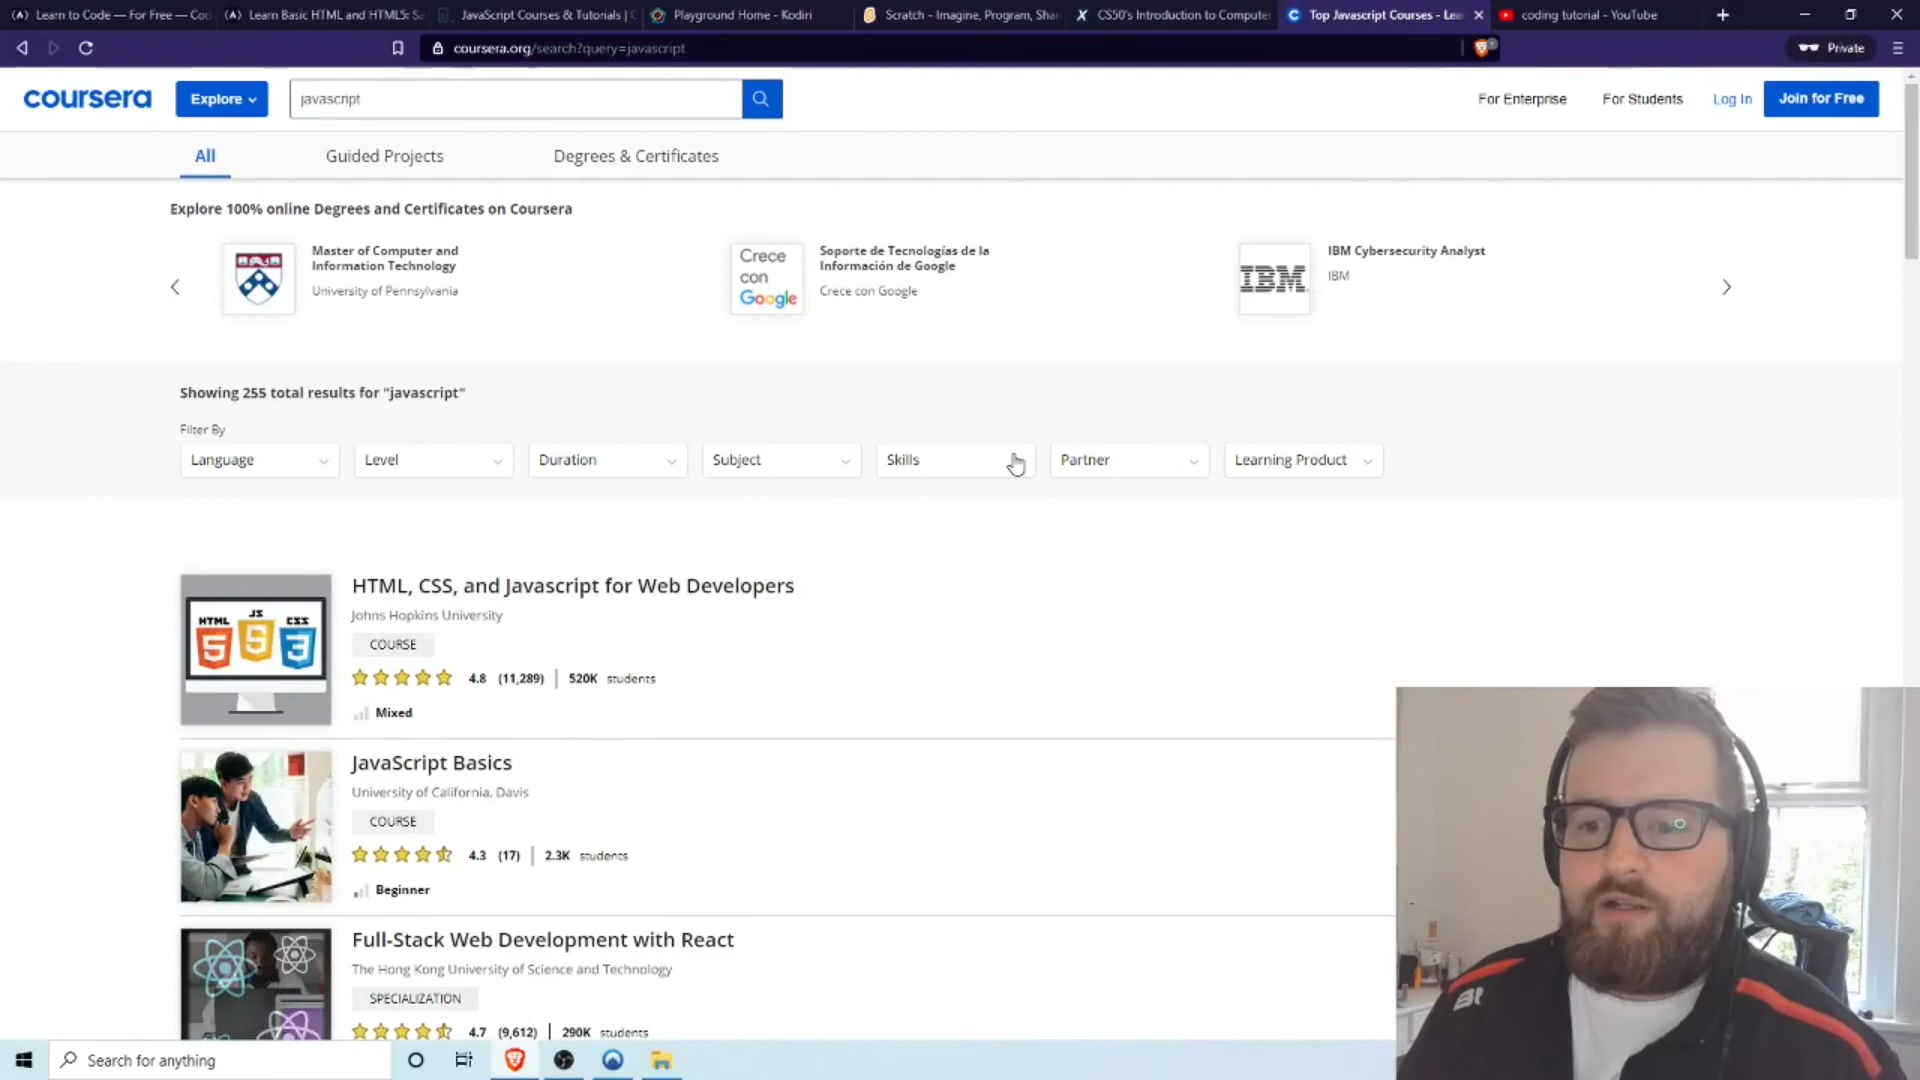 Learn to Code — For Free — Cod
Learn Basic HTML and HTML5: Sa
JavaScript Courses & Tutorials | C
Playground Home - Kodiri
Scratch - Imagine, Program, Shar
CS50's Introduction to Computer
Top Javascript Courses - Lea
coding tutorial - YouTube
coursera.org/search?query=javascript
1
Private
coursera
Explore
javascript
For Enterprise
For Students
Log In
Join for Free
All
Guided Projects
Degrees & Certificates
Explore 100% online Degrees and Certificates on Coursera
Master of Computer and
Information Technology
University of Pennsylvania
Crece
con
Google
Soporte de Tecnologías de la
Información de Google
Crece con Google
IBM
IBM Cybersecurity Analyst
IBM
Showing 255 total results for "javascript"
Filter By
Language
Level
Duration
Subject
Skills
Partner
Learning Product
HTML JS CSS
5 5 3
HTML, CSS, and Javascript for Web Developers
Johns Hopkins University
COURSE
4.8 (11,289) | 520K students
Mixed
JavaScript Basics
University of California, Davis
COURSE
4.3 (17) | 2.3K students
Beginner
Full-Stack Web Development with React
The Hong Kong University of Science and Technology
SPECIALIZATION
4.7 (9,612) | 290K students
Search for anything